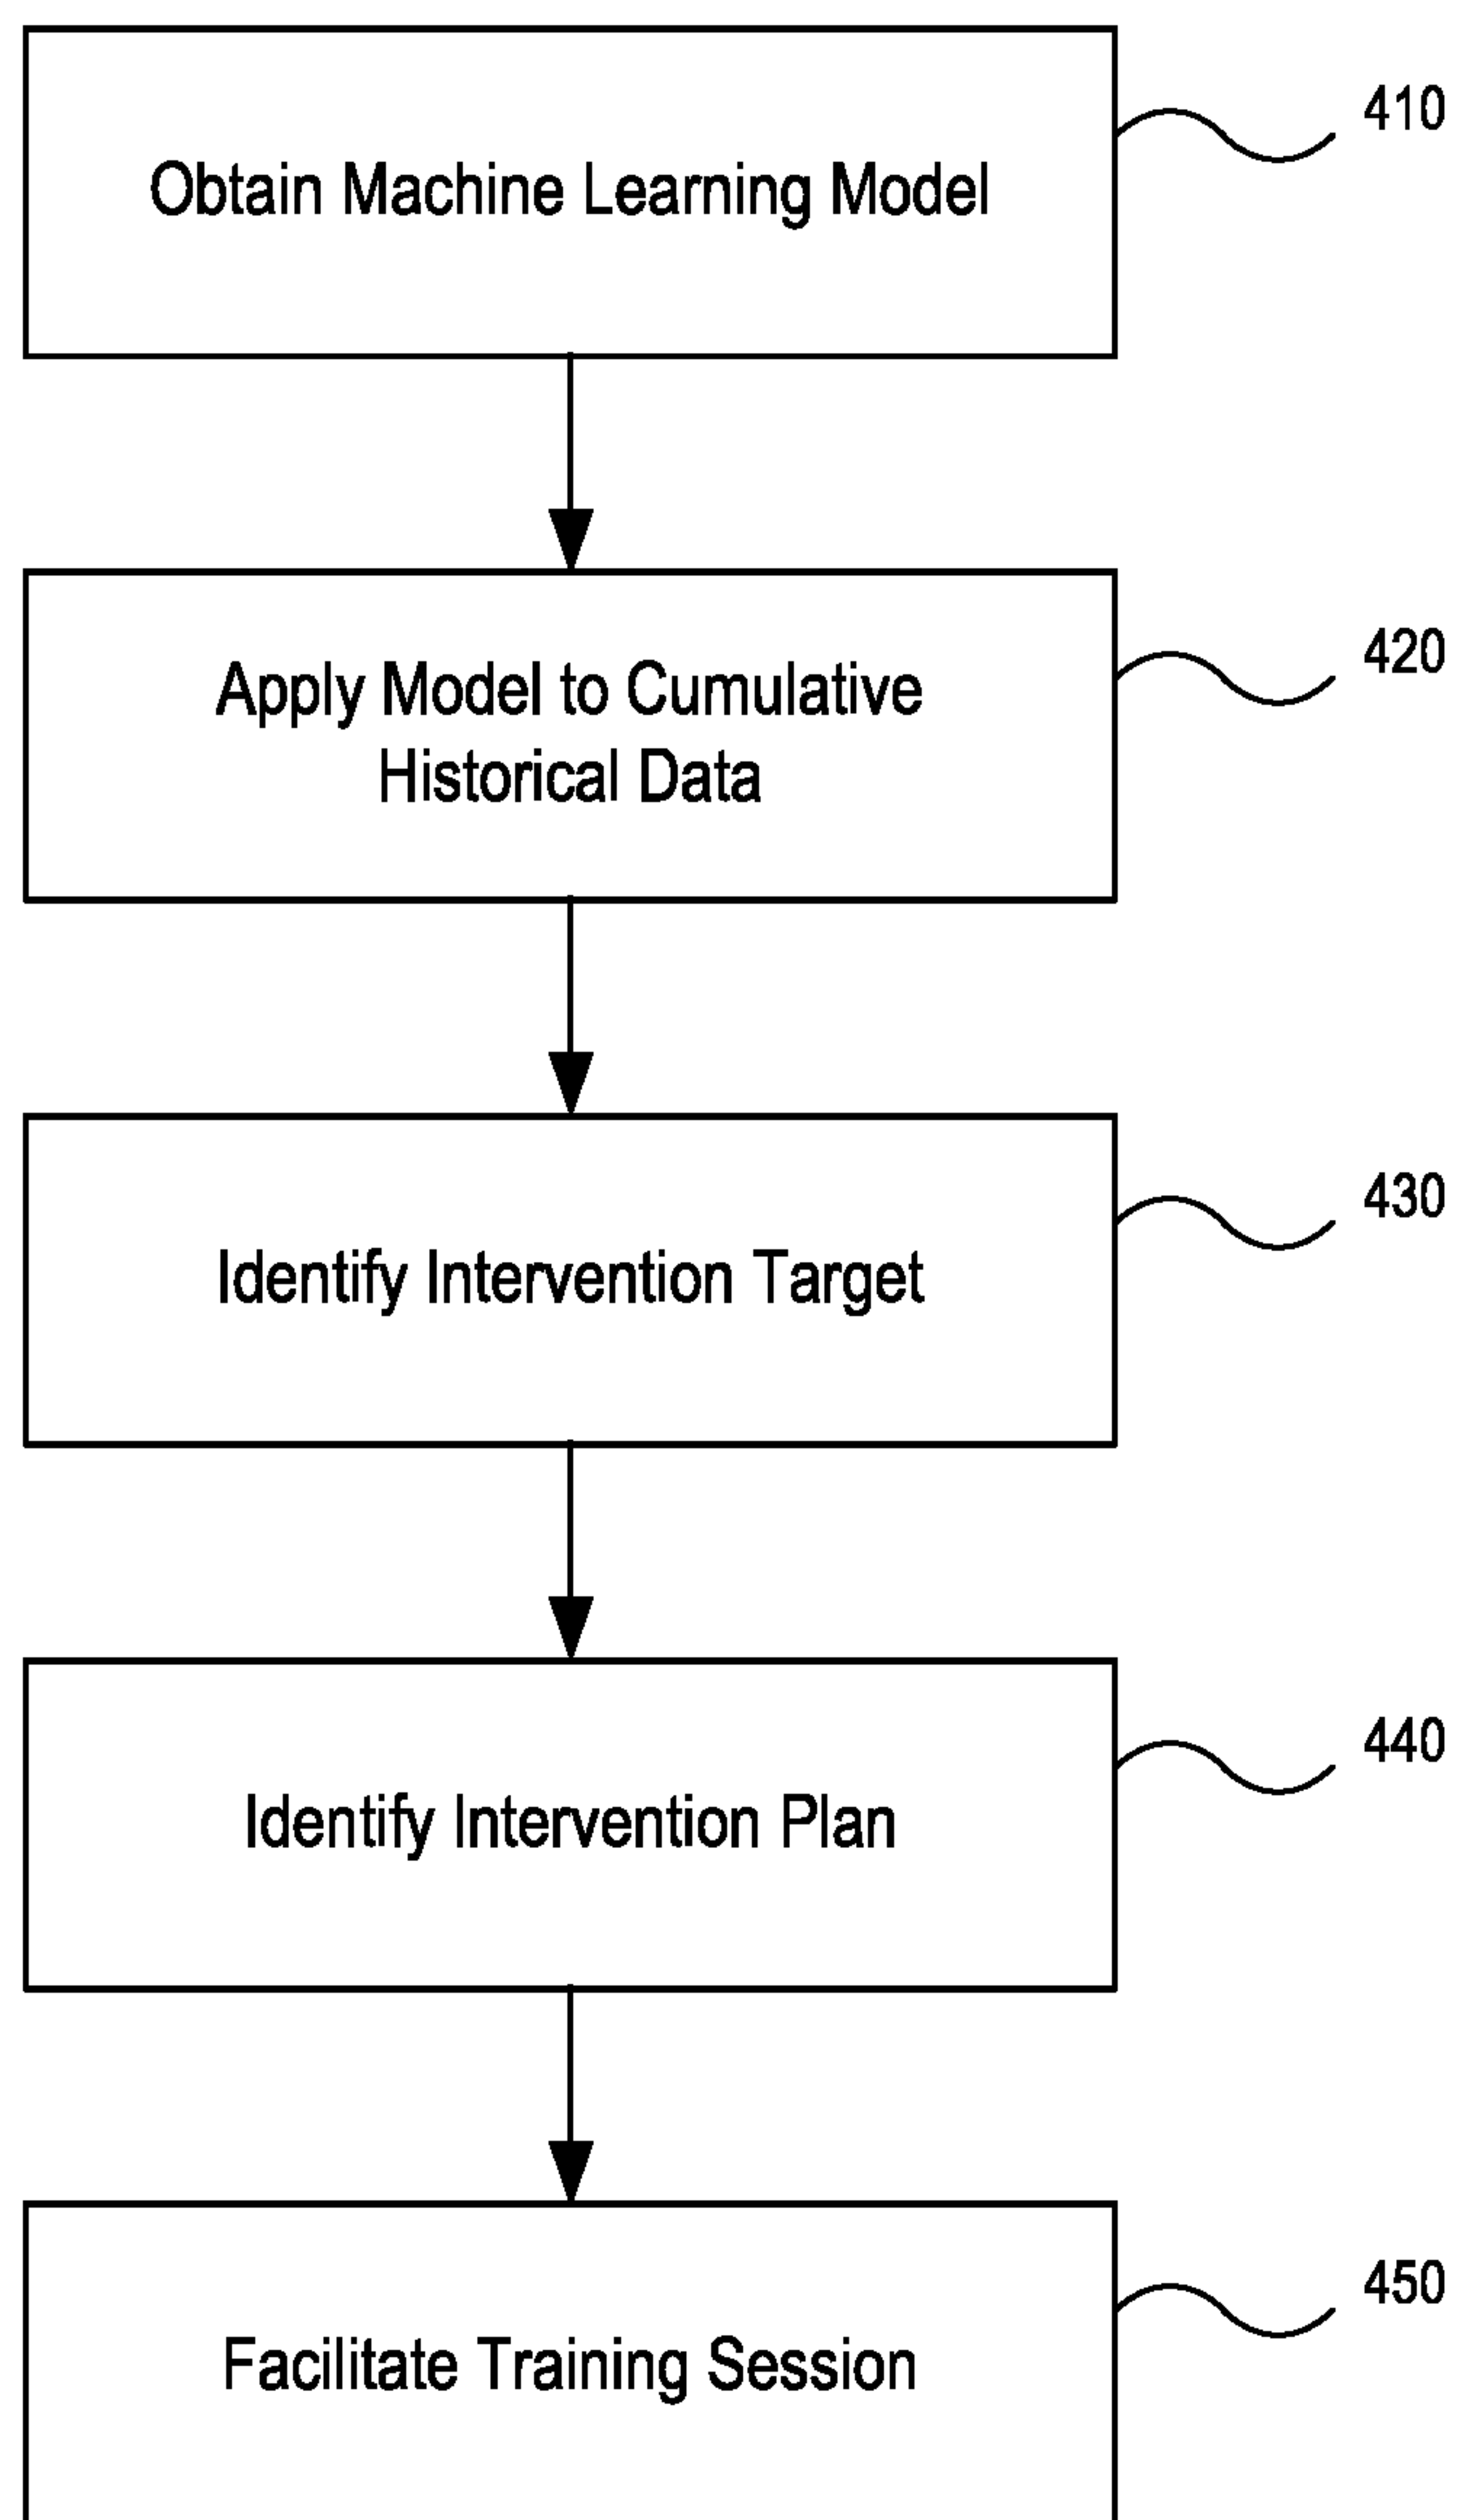 410
Obtain Machine Learning Model
420
Apply Model to Cumulative
Historical Data
430
Identify Intervention Target
440
Identify Intervention Plan
450
Facilitate Training Session